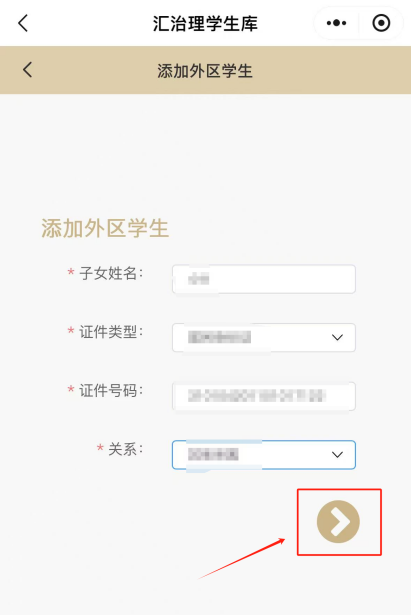 汇治理学生库
添加外区学生
添加外区学生
* 子女姓名：
* 证件类型：
* 证件号码：
* 关系：